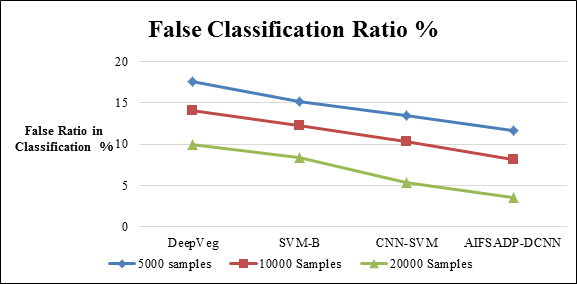 False Classification Ratio %
20
15
10
5
0
False Ratio in
Classification %
DeepVeg SVM-B CNN-SVM AIFSADP-DCNN
5000 samples 10000 Samples 20000 Samples